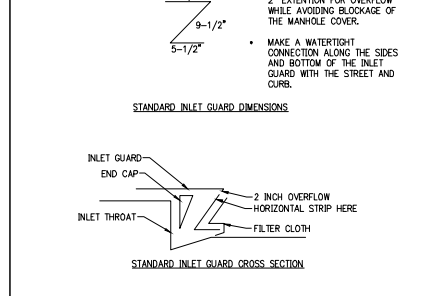 2" EXTENTION FOR OVERFLOW
WHILE AVOIDING BLOCKAGE OF
THE MANHOLE COVER.
9-1/2"
5-1/2"
• MAKE A WATERTIGHT
CONNECTION ALONG THE SIDES
AND BOTTOM OF THE INLET
GUARD WITH THE STREET AND
CURB.
STANDARD INLET GUARD DIMENSIONS
INLET GUARD
END CAP
INLET THROAT
2 INCH OVERFLOW
HORIZONTAL STRIP HERE
FILTER CLOTH
STANDARD INLET GUARD CROSS SECTION